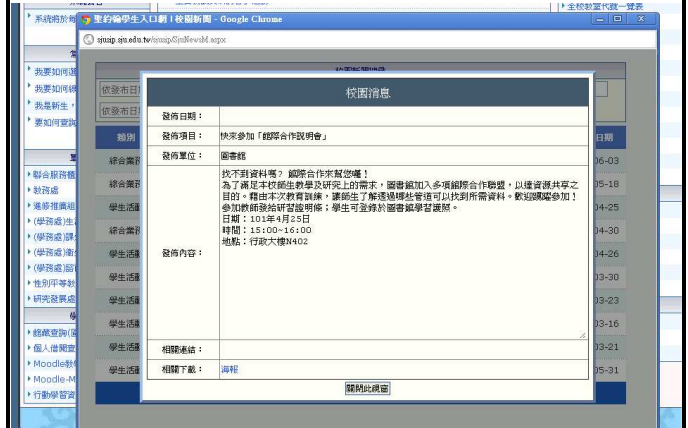 全校教室代號一覽表
系統將於每
聖約翰學生入口網 | 校園新聞 - Google Chrome
sjusip.sju.edu.tw/sjusip/SjuNewsM.aspx
我要如何選
我要如何線
我是新生，
要如何查詢
聯合服務櫃
教務處
進修推廣組
(學務處)生
(學務處)課
(學務處)衛
性別平等教
研究發展處
館藏查詢(圖
個人借閱查
Moodle教
Moodle-M
行動學習資
依發布日
依發布日
類別
日期
綜合業務
06-03
綜合業務
05-18
學生活動
04-25
綜合業務
04-30
學生活動
04-26
學生活動
03-30
學生活動
03-23
學生活動
03-16
學生活動
03-21
學生活動
05-31
校園消息
發佈日期：
發佈項目：
快來參加「館際合作說明會」
發佈單位：
圖書館
發佈內容：
找不到資料嗎? 館際合作來幫您囉!
為了滿足本校師生教學及研究上的需求，圖書館加入多項館際合作聯盟，以達資源共享之
目的。藉由本次教育訓練，讓師生了解透過哪些管道可以找到所需資料。歡迎踴躍參加!
參加教師發給研習證明條；學生可登錄於圖書館學習護照。
日期：101年4月25日
時間：15:00~16:00
地點：行政大樓N402
相關連結：
相關下載：
海報
關閉此視窗